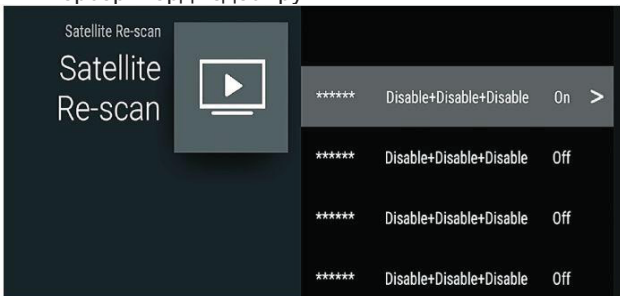 Satellite Re-scan
Satellite
Re-scan
****** Disable+Disable+Disable On >
****** Disable+Disable+Disable Off
****** Disable+Disable+Disable Off
****** Disable+Disable+Disable Off